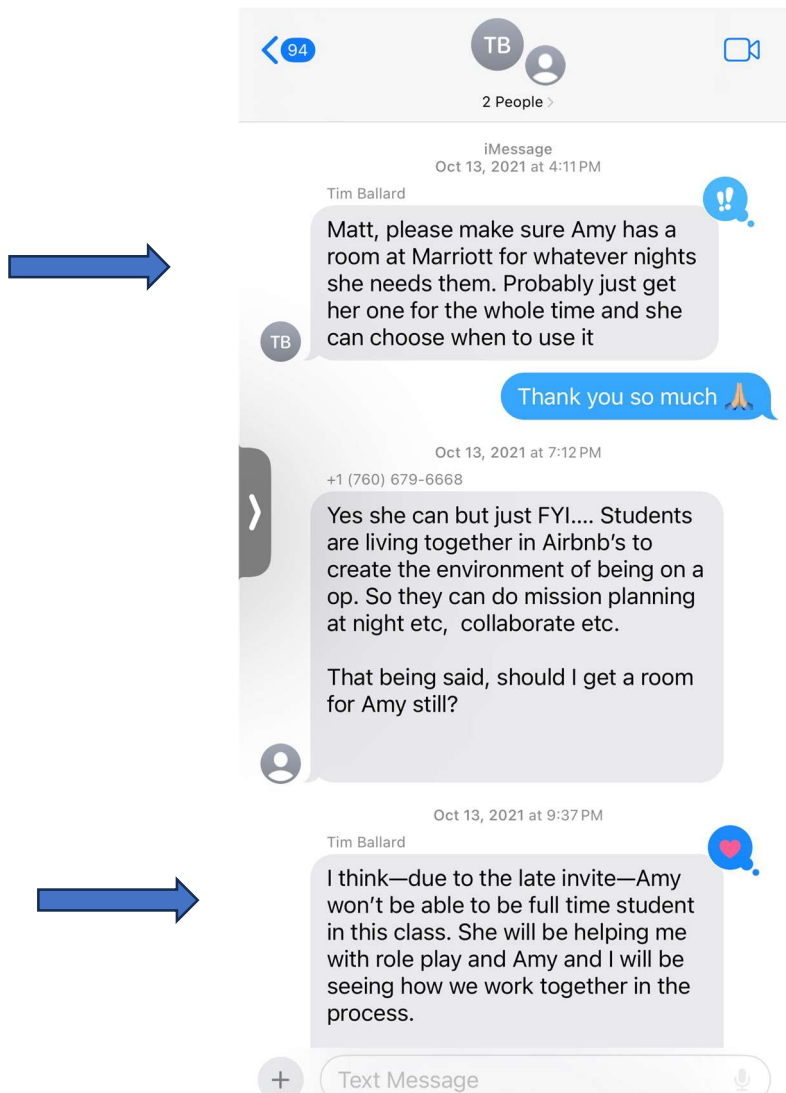 94
TB
2 People
iMessage
Oct 13, 2021 at 4:11 PM
Tim Ballard
Matt, please make sure Amy has a
room at Marriott for whatever nights
she needs them. Probably just get
her one for the whole time and she
can choose when to use it
TB
Thank you so much 🙏🏼
Oct 13, 2021 at 7:12 PM
+1 (760) 679-6668
Yes she can but just FYI.... Students
are living together in Airbnb's to
create the environment of being on a
op. So they can do mission planning
at night etc,  collaborate etc.
That being said, should I get a room
for Amy still?
Oct 13, 2021 at 9:37 PM
Tim Ballard
I think—due to the late invite—Amy
won't be able to be full time student
in this class. She will be helping me
with role play and Amy and I will be
seeing how we work together in the
process.
Text Message